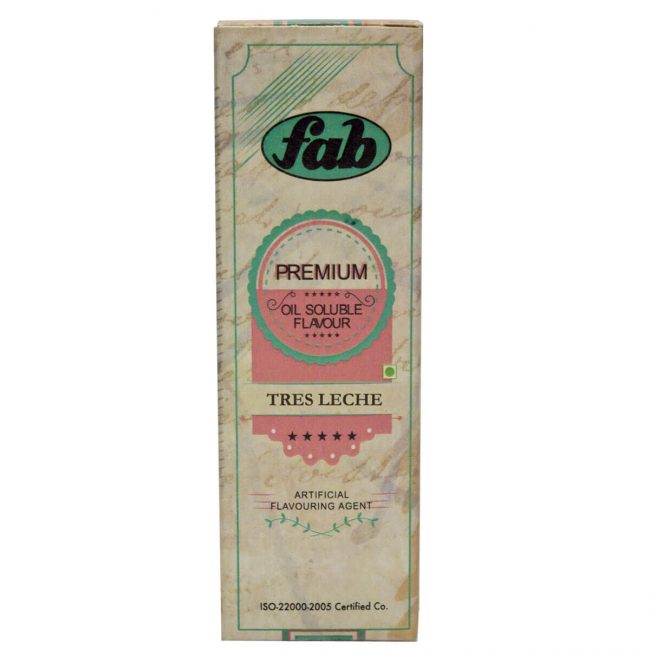 fab
PREMIUM
OIL SOLUBLE
FLAVOUR
TRES LECHE
ARTIFICIAL
FLAVOURING AGENT
ISO-22000-2005 Certified Co.